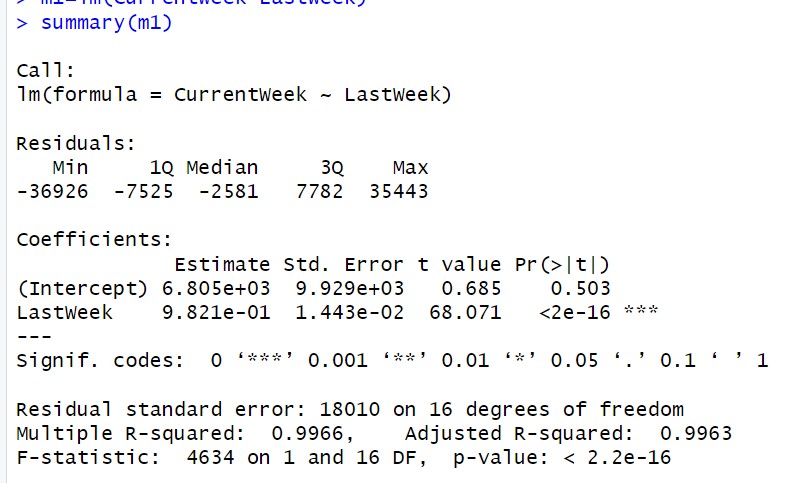 > summary(m1)
Call:
lm(formula = CurrentWeek ~ LastWeek)
Residuals:
Min 1Q Median 3Q Max
-36926 -7525 -2581 7782 35443
Coefficients:
Estimate Std. Error t value Pr(>|t|)
(Intercept) 6.805e+03 9.929e+03 0.685 0.503
LastWeek 9.821e-01 1.443e-02 68.071 <2e-16 ***
---
Signif. codes: 0 ‘***’ 0.001 ‘**’ 0.01 ‘*’ 0.05 ‘.’ 0.1 ‘ ’ 1
Residual standard error: 18010 on 16 degrees of freedom
Multiple R-squared: 0.9966, Adjusted R-squared: 0.9963
F-statistic: 4634 on 1 and 16 DF, p-value: < 2.2e-16